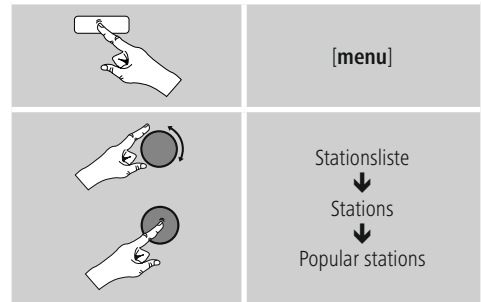 [menu]
Stationsliste
🡻
Stations
🡻
Popular stations